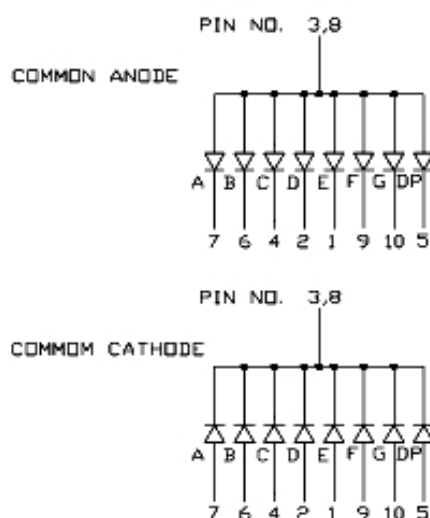 PIN NO. 3,8
COMMON ANODE
A B C D E F G DP
7 6 4 2 1 9 10 5
PIN NO. 3,8
COMMOM CATHODE
A B C D E F G DP
7 6 4 2 1 9 10 5